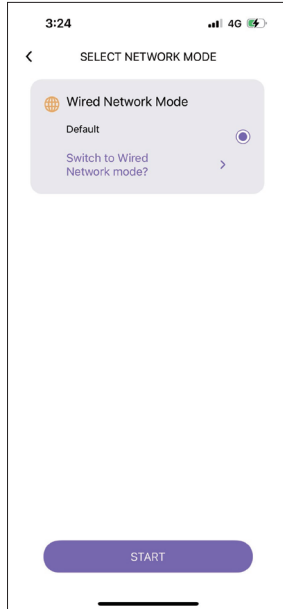 3:24 4G
SELECT NETWORK MODE
Wired Network Mode
Default
Switch to Wired
Network mode?
START